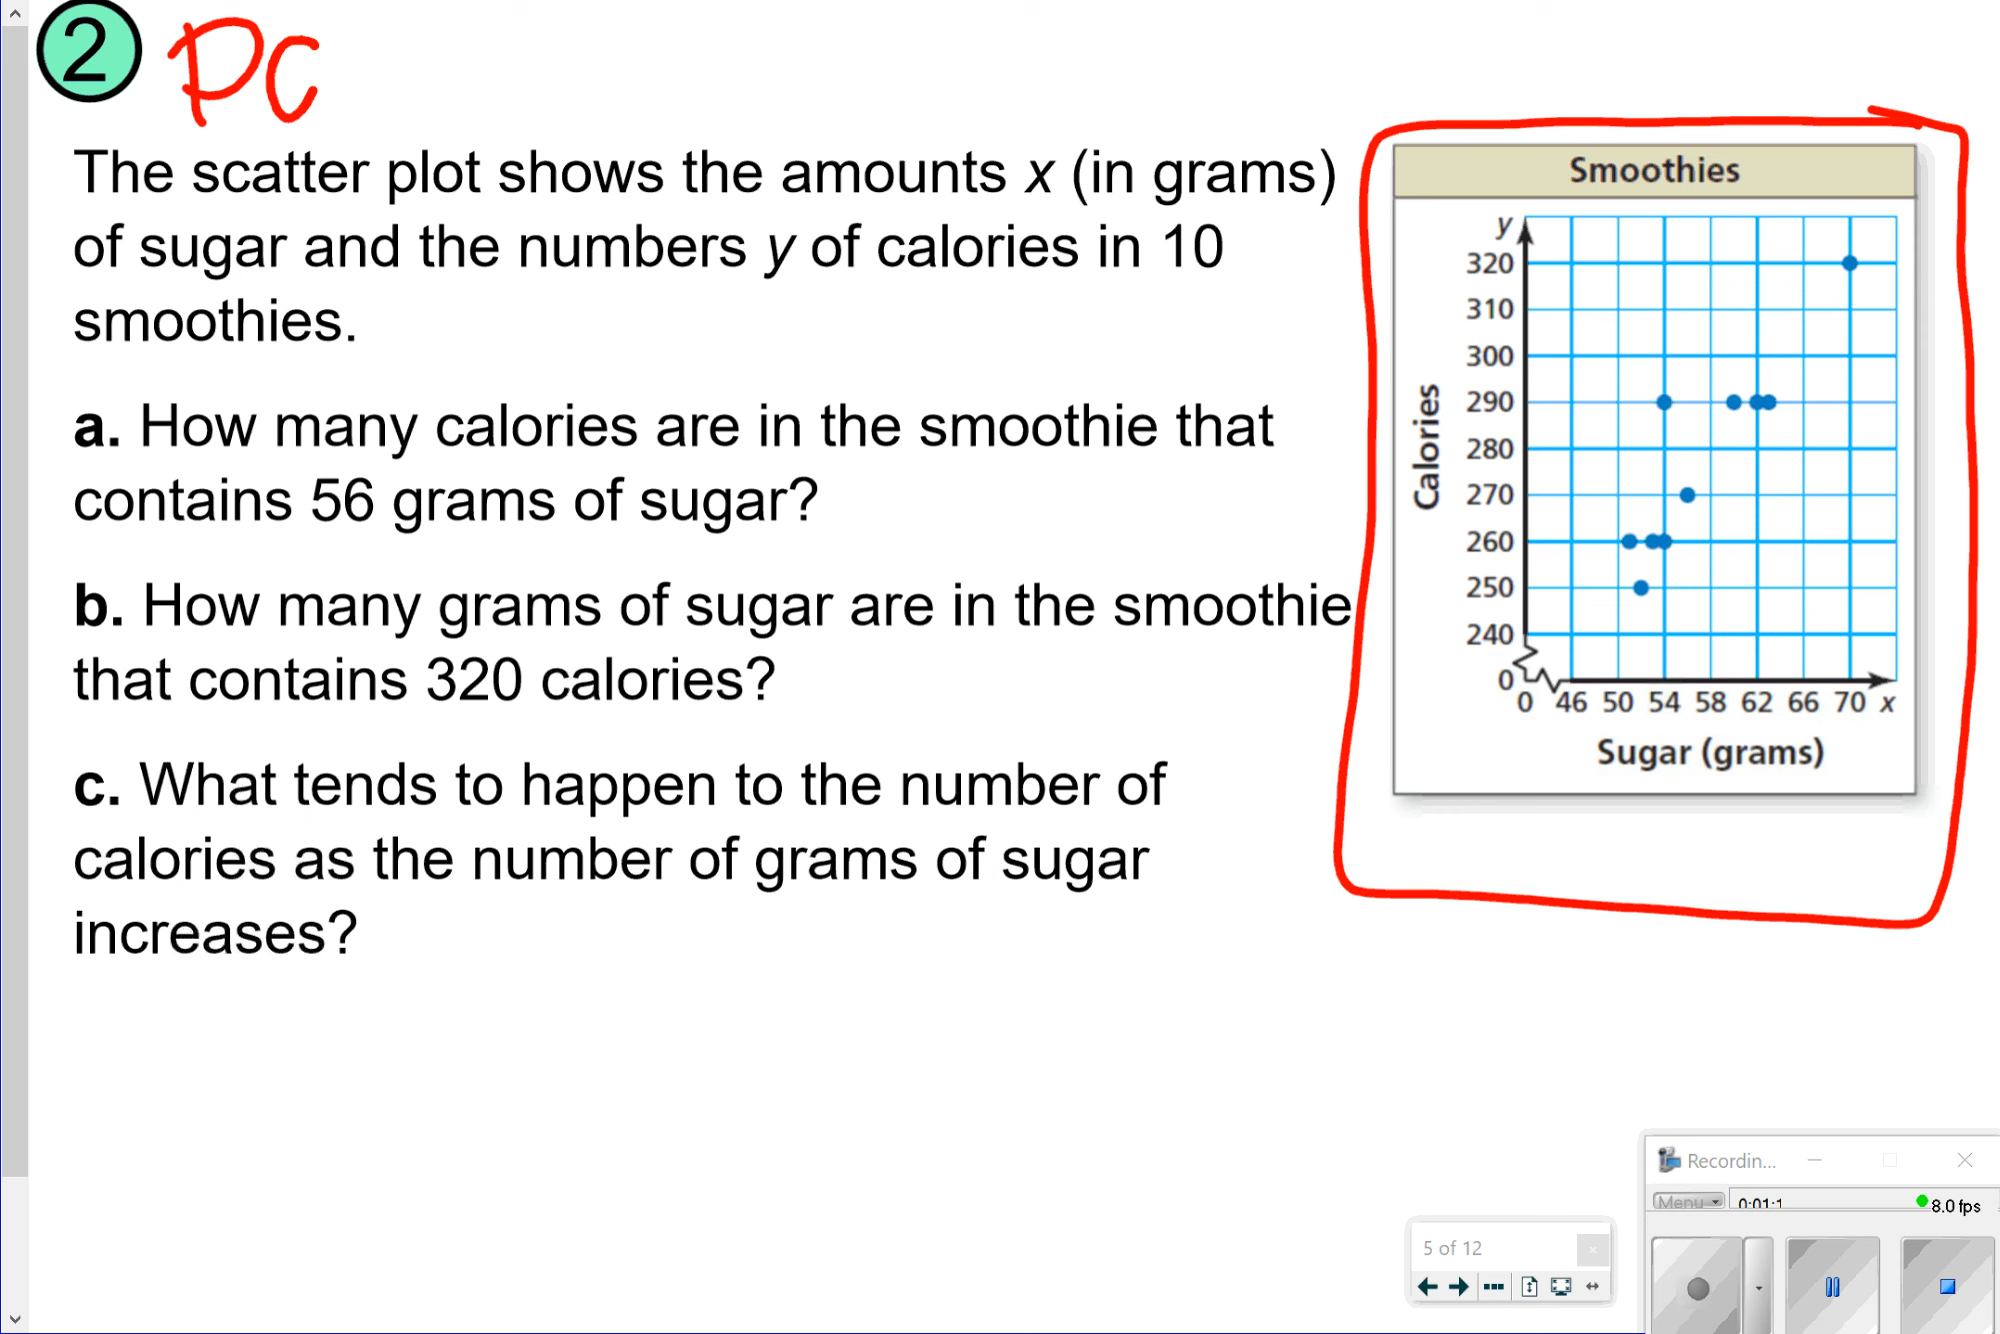 2 PC
The scatter plot shows the amounts x (in grams)
of sugar and the numbers y of calories in 10
smoothies.
a. How many calories are in the smoothie that
contains 56 grams of sugar?
b. How many grams of sugar are in the smoothie
that contains 320 calories?
c. What tends to happen to the number of
calories as the number of grams of sugar
increases?
Smoothies
y
320
310
300
290
280
270
260
250
240
0
Calories
0 46 50 54 58 62 66 70 x
Sugar (grams)
5 of 12
Recordin...
Menu 0:01:1 8.0 fps